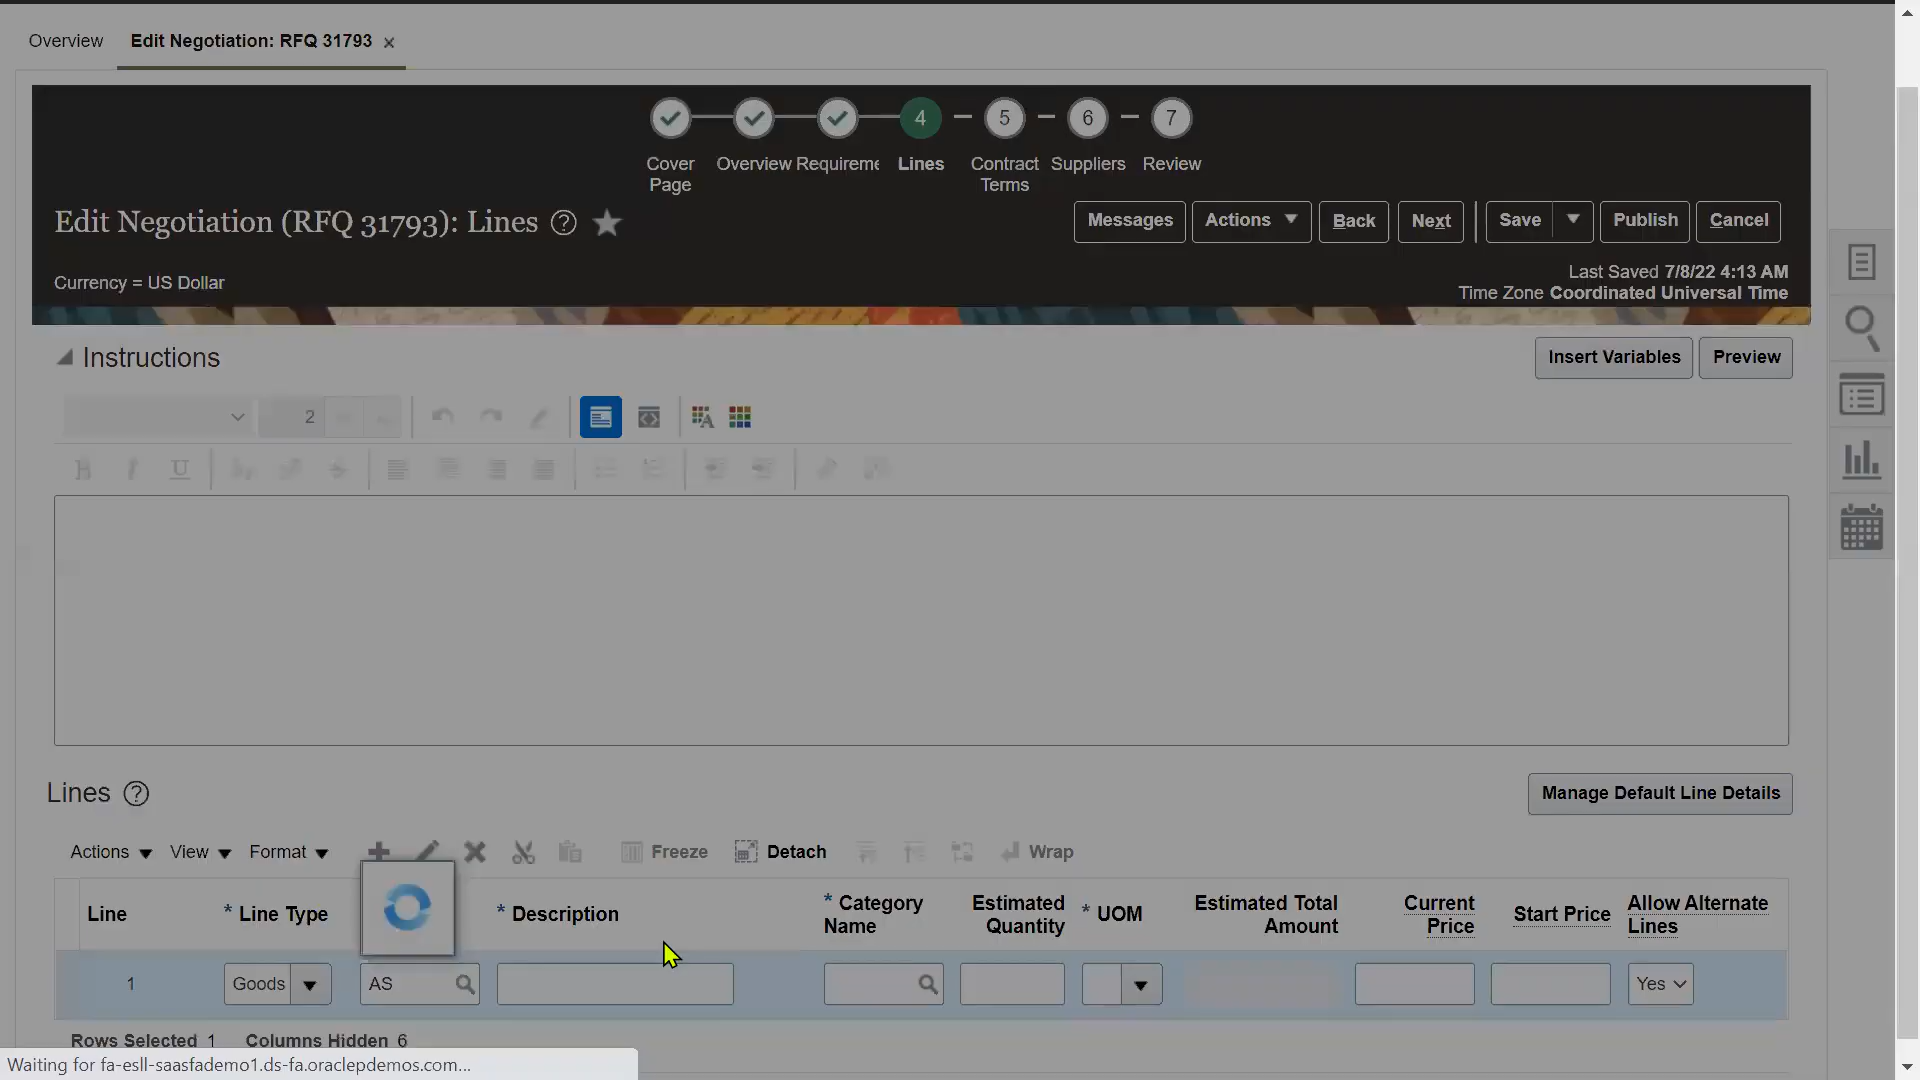 Overview
Edit Negotiation: RFQ 31793
4
5
6
7
Cover Page
Overview
Requireme
Lines
Contract Terms
Suppliers
Review
Edit Negotiation (RFQ 31793): Lines
Messages
Actions
Back
Next
Save
Publish
Cancel
Currency = US Dollar
Last Saved 7/8/22 4:13 AM
Time Zone Coordinated Universal Time
Instructions
Insert Variables
Preview
2
Lines
Manage Default Line Details
Actions
View
Format
Freeze
Detach
Wrap
Line
* Line Type
* Description
* Category Name
Estimated Quantity
* UOM
Estimated Total Amount
Current Price
Start Price
Allow Alternate Lines
1
Goods
AS
Yes
Rows Selected 1
Columns Hidden 6
Waiting for fa-esll-saasfademo1.ds-fa.oraclepdemos.com...